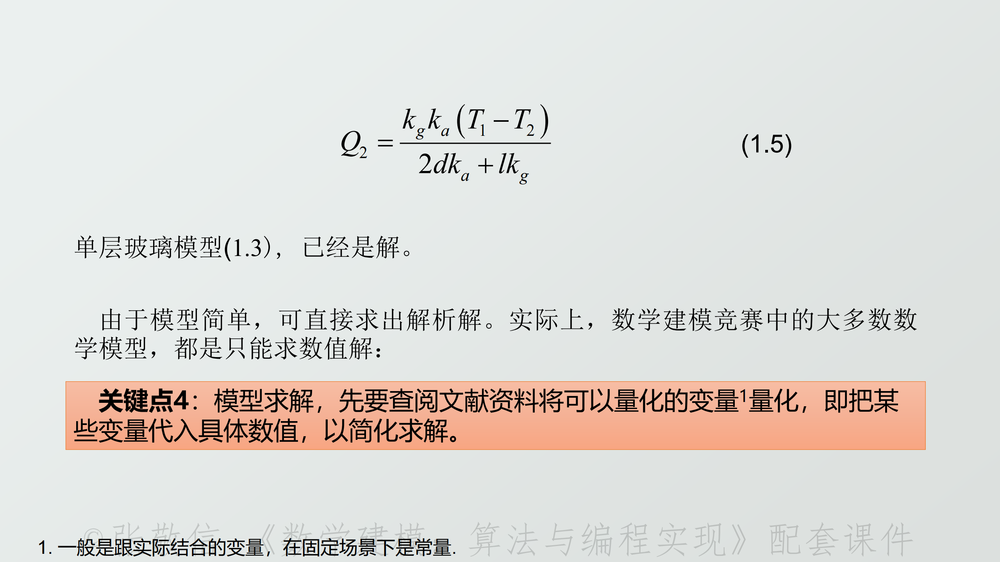 Q₂ = k_g k_a (T₁ − T₂) / (2dk_a + lk_g) (1.5)
单层玻璃模型(1.3)，已经是解。
由于模型简单，可直接求出解析解。实际上，数学建模竞赛中的大多数数
学模型，都是只能求数值解：
关键点4：模型求解，先要查阅文献资料将可以量化的变量¹量化，即把某
些变量代入具体数值，以简化求解。
©张敬信《数学建模：算法与编程实现》配套课件
1. 一般是跟实际结合的变量，在固定场景下是常量.